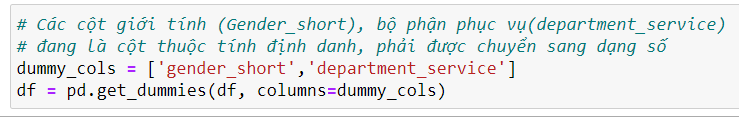 # Các cột giới tính (Gender_short), bộ phận phục vụ(department_service)
# đang là cột thuộc tính định danh, phải được chuyển sang dạng số
dummy_cols = ['gender_short','department_service']
df = pd.get_dummies(df, columns=dummy_cols)